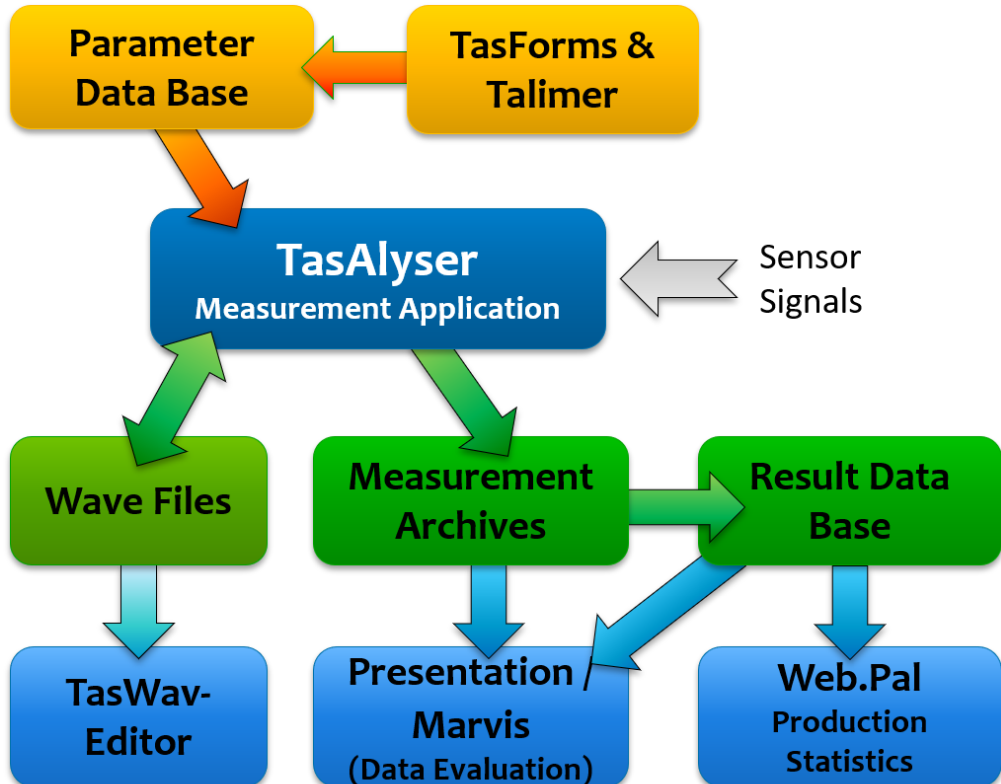 Parameter
Data Base
TasForms &
Talimer
TasAlyser
Measurement Application
Sensor
Signals
Wave Files
Measurement
Archives
Result Data
Base
TasWav-
Editor
Presentation /
Marvis
(Data Evaluation)
Web.Pal
Production
Statistics